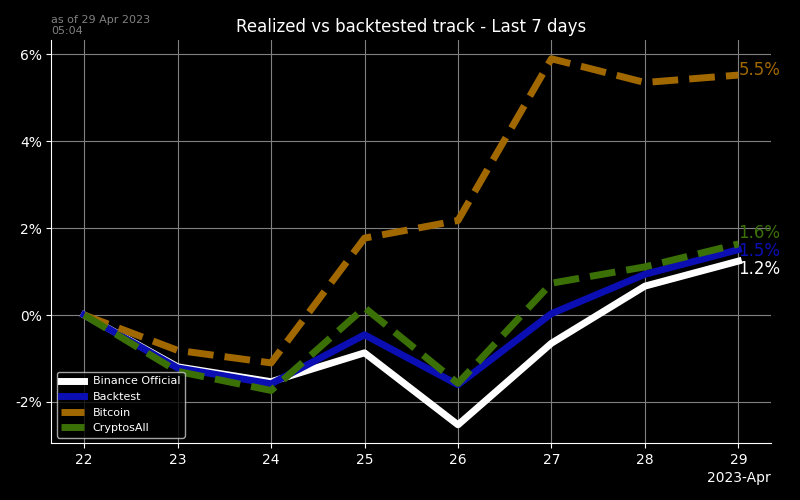 as of 29 Apr 2023
05:04
Realized vs backtested track - Last 7 days
6%
4%
2%
0%
-2%
5.5%
1.6%
1.5%
1.2%
Binance Official
Backtest
Bitcoin
CryptosAll
22 23 24 25 26 27 28 29
2023-Apr